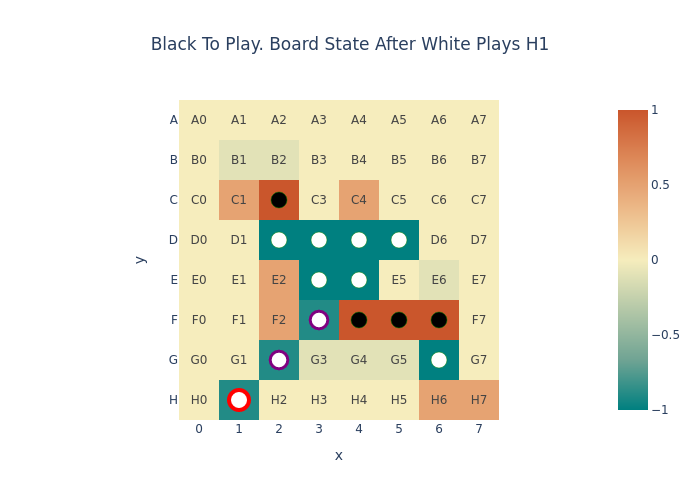 Black To Play. Board State After White Plays H1
A A0 A1 A2 A3 A4 A5 A6 A7
B B0 B1 B2 B3 B4 B5 B6 B7
C C0 C1 C3 C4 C5 C6 C7
D D0 D1 D6 D7
E E0 E1 E2 E5 E6 E7
F F0 F1 F2 F7
G G0 G1 G3 G4 G5 G7
H H0 H2 H3 H4 H5 H6 H7
0 1 2 3 4 5 6 7
x
y
1
0.5
0
−0.5
−1